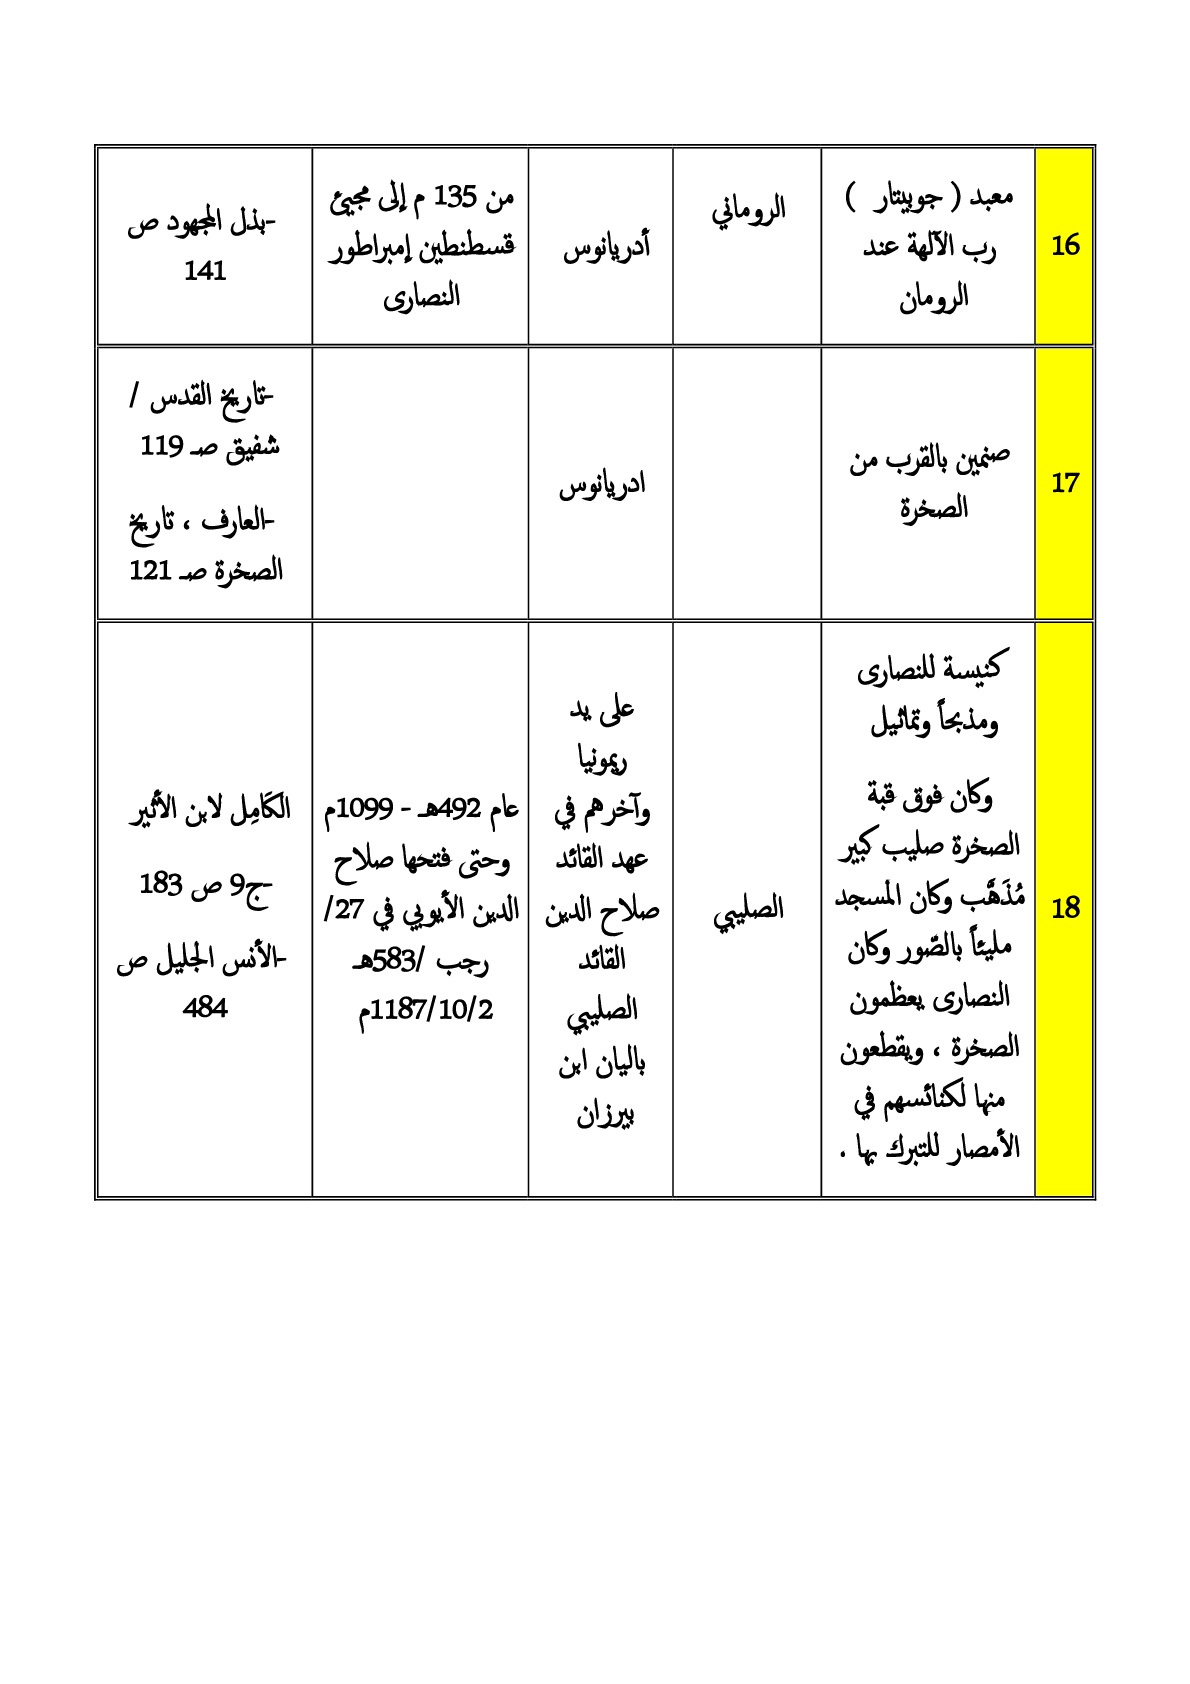 16
معبد ( جوبيتار )
رب الآلهة عند
الرومان
الروماني
أدريانوس
من 135 م إلى مجيئ
قسطنطين إمبراطور
النصارى
-بذل المجهود ص
141
17
صنمين بالقرب من
الصخرة
ادريانوس
-تاريخ القدس /
شفيق صـ 119
-العارف ، تاريخ
الصخرة صـ 121
18
كنيسة للنصارى
ومذبحاً وتماثيل
وكان فوق قبة
الصخرة صليب كبير
مُذَهَّب وكان المسجد
مليئاً بالصّور وكان
النصارى يعظمون
الصخرة ، ويقطعون
منها لكنائسهم في
الأمصار للتبرك بها .
الصليبي
على يد
ريمونيا
وآخرهم في
عهد القائد
صلاح الدين
القائد
الصليبي
باليان ابن
بيرزان
عام 492هـ - 1099م
وحتى فتحها صلاح
الدين الأيوبي في 27/
رجب /583هـ
1187/10/2م
الكَامِل لابن الأثير
-ج9 ص 183
-الأنس الجليل ص
484